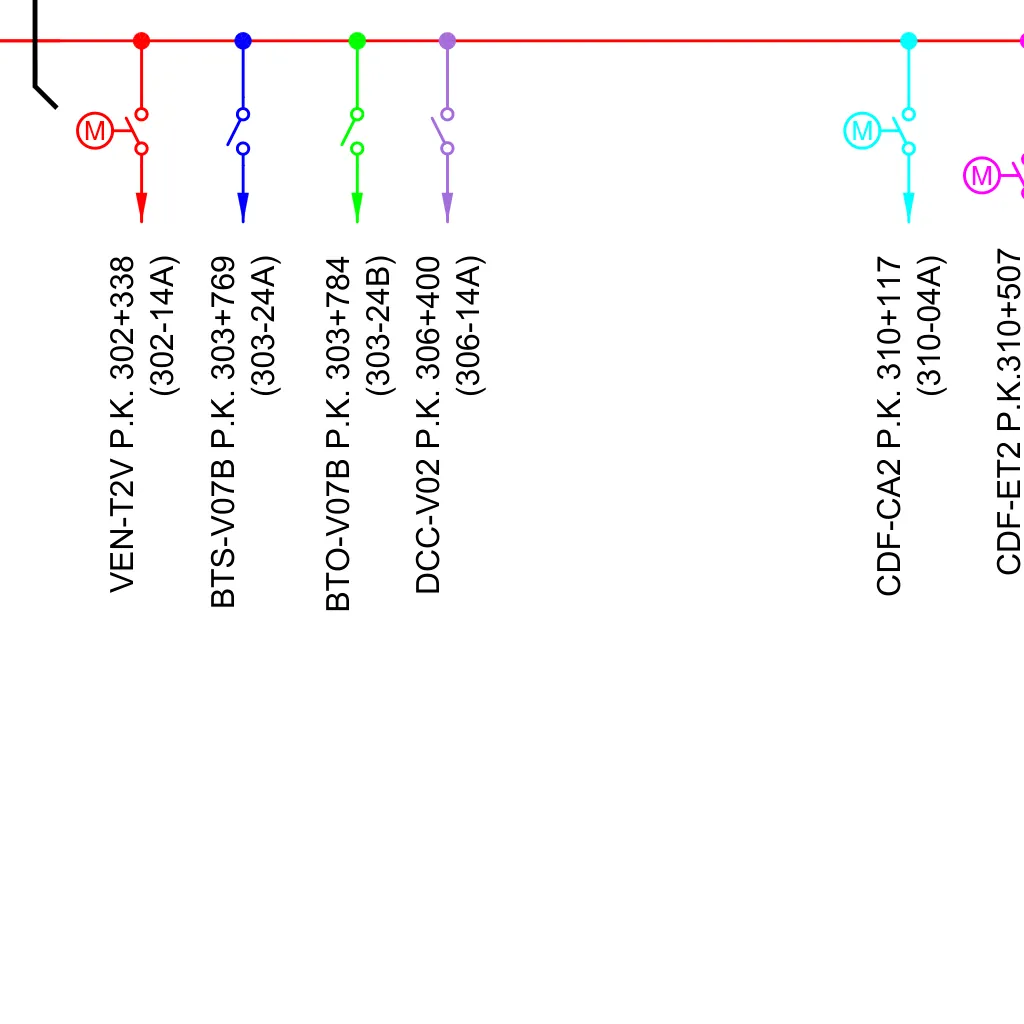 M
M
M
VEN-T2V P.K. 302+338
(302-14A)
BTS-V07B P.K. 303+769
(303-24A)
BTO-V07B P.K. 303+784
(303-24B)
DCC-V02 P.K. 306+400
(306-14A)
CDF-CA2 P.K. 310+117
(310-04A)
CDF-ET2 P.K.310+507